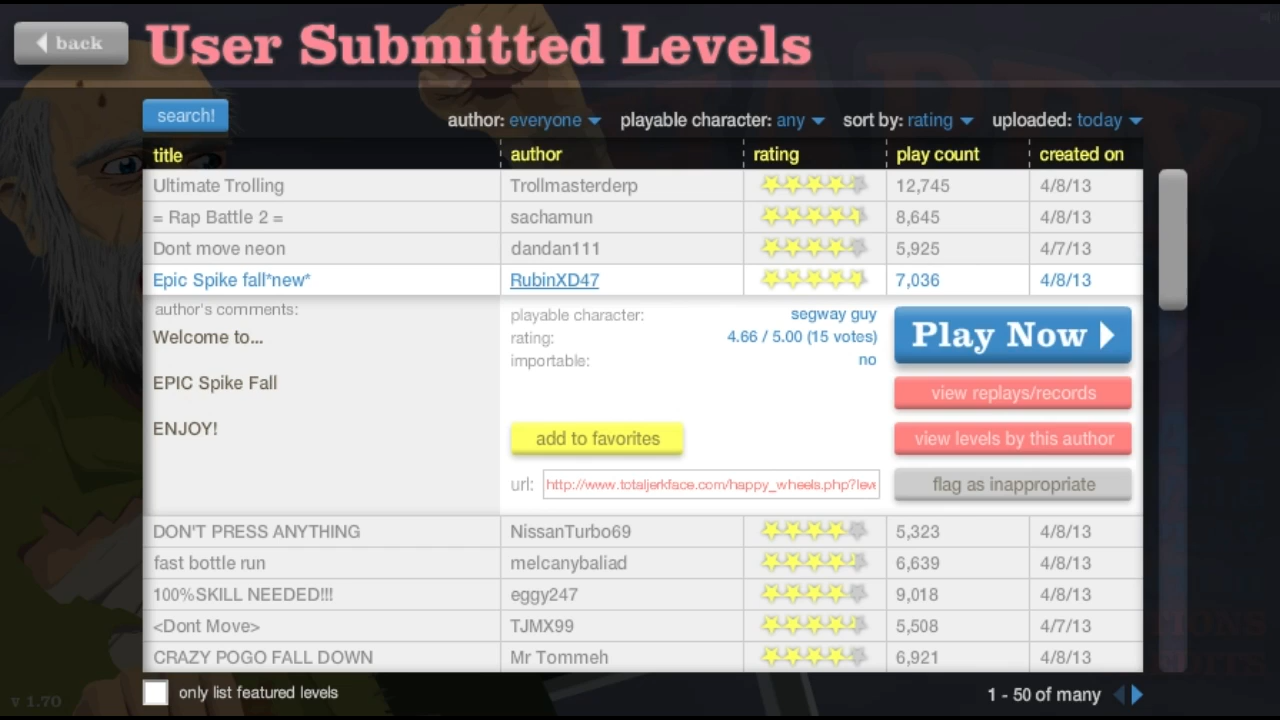 back
User Submitted Levels
search!
author: everyone playable character: any sort by: rating uploaded: today
title author rating play count created on
Ultimate Trolling Trollmasterderp 12,745 4/8/13
= Rap Battle 2 = sachamun 8,645 4/8/13
Dont move neon dandan111 5,925 4/7/13
Epic Spike fall*new* RubinXD47 7,036 4/8/13
author's comments:
Welcome to...
EPIC Spike Fall
ENJOY!
playable character: segway guy
rating: 4.66 / 5.00 (15 votes)
importable: no
add to favorites
url: http://www.totaljerkface.com/happy_wheels.php?leve
Play Now
view replays/records
view levels by this author
flag as inappropriate
DON'T PRESS ANYTHING NissanTurbo69 5,323 4/8/13
fast bottle run melcanybaliad 6,639 4/8/13
100%SKILL NEEDED!!! eggy247 9,018 4/8/13
<Dont Move> TJMX99 5,508 4/7/13
CRAZY POGO FALL DOWN Mr Tommeh 6,921 4/8/13
only list featured levels
1 - 50 of many
v 1.70